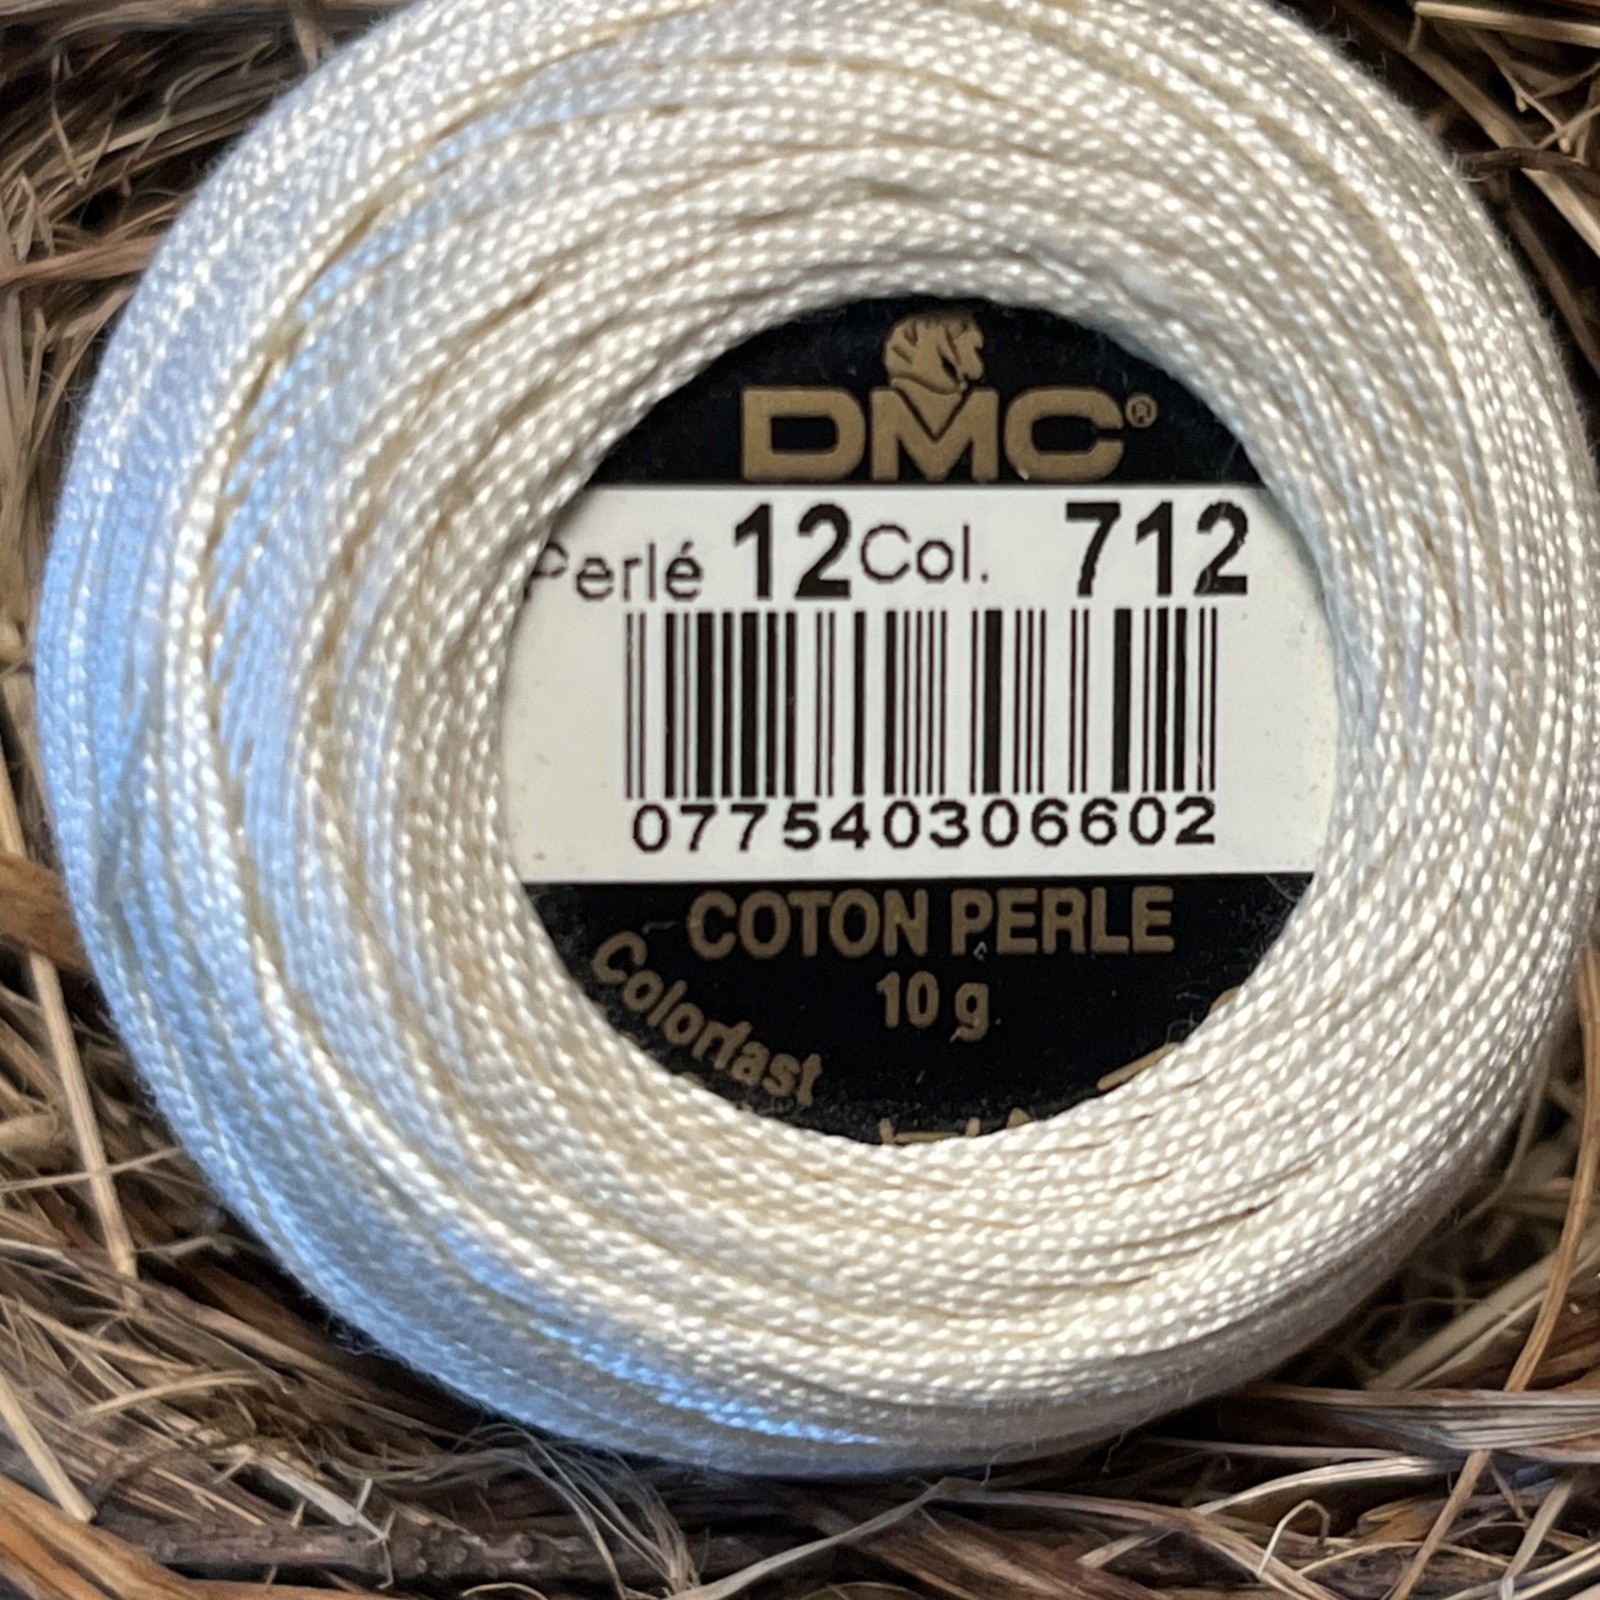 DMC®
Perlé 12 Col. 712
077540306602
COTON PERLE
10 g
Colorfast